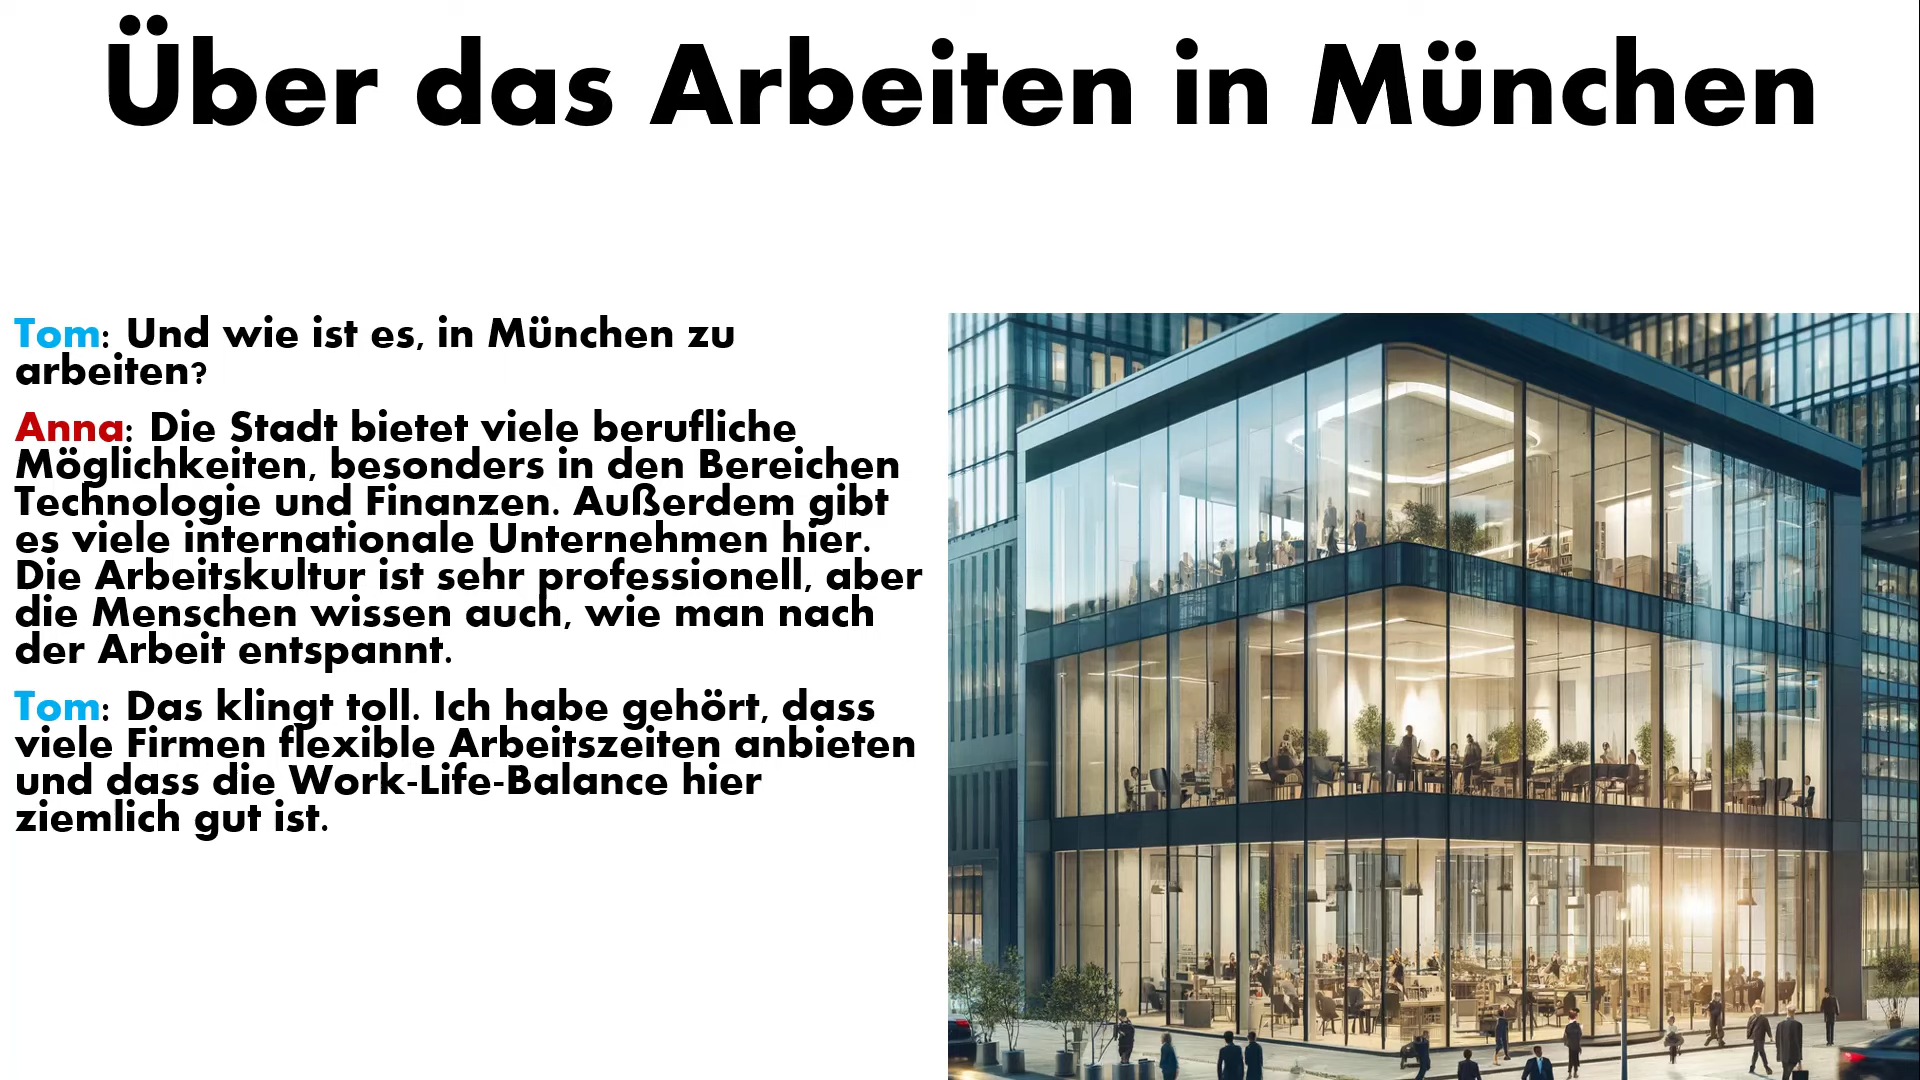 Über das Arbeiten in München
Tom: Und wie ist es, in München zu
arbeiten?
Anna: Die Stadt bietet viele berufliche
Möglichkeiten, besonders in den Bereichen
Technologie und Finanzen. Außerdem gibt
es viele internationale Unternehmen hier.
Die Arbeitskultur ist sehr professionell, aber
die Menschen wissen auch, wie man nach
der Arbeit entspannt.
Tom: Das klingt toll. Ich habe gehört, dass
viele Firmen flexible Arbeitszeiten anbieten
und dass die Work-Life-Balance hier
ziemlich gut ist.